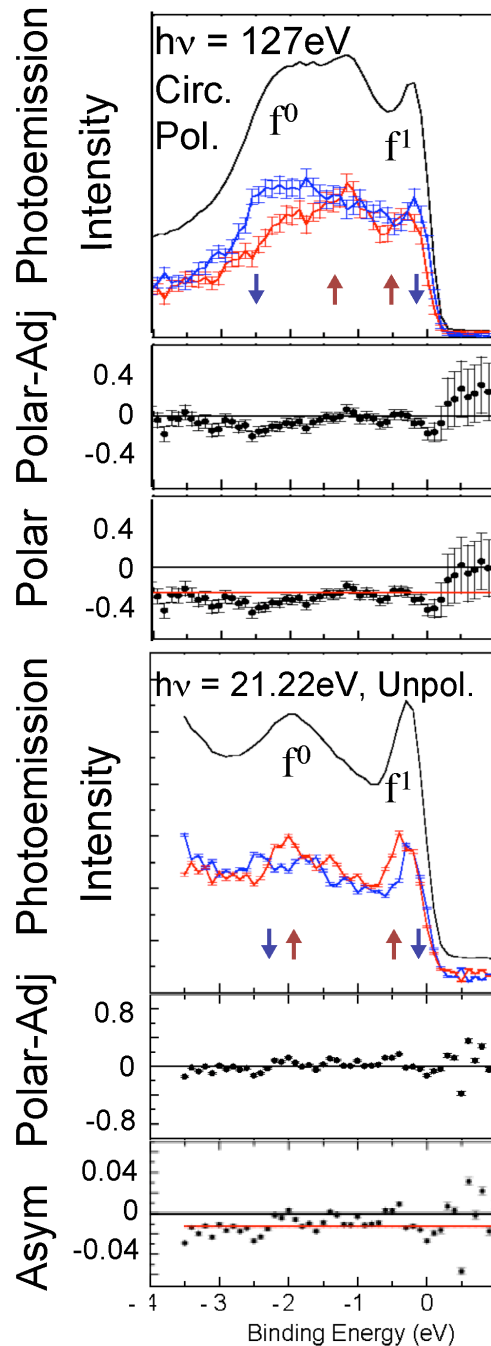 hν = 127eV
Circ.
Pol.
f⁰
f¹
Photoemission
Intensity
Polar-Adj
0.4
0
-0.4
Polar
0.4
0
-0.4
hν = 21.22eV, Unpol.
f⁰
f¹
Photoemission
Intensity
Polar-Adj
0.8
0
-0.8
Asym
0.04
0
-0.04
- 4
- 3
-2
-1
0
Binding Energy (eV)